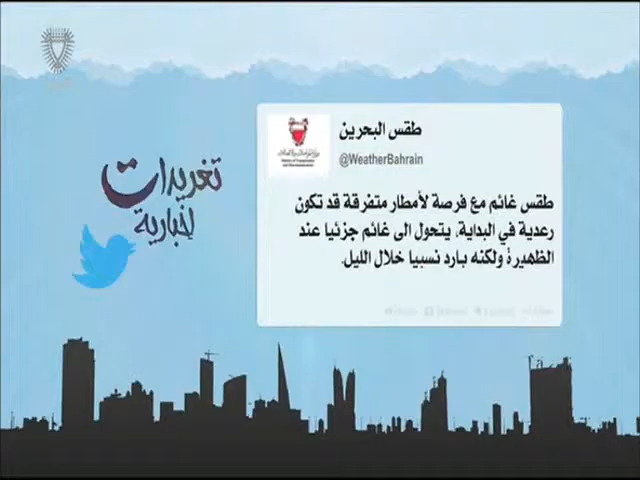 طقس البحرين
@WeatherBahrain
تغريدات
إخبارية
طقس غائم مع فرصة لأمطار متفرقة قد تكون
رعدية في البداية، يتحول الى غائم جزئيا عند
الظهيرة ولكنه بارد نسبيا خلال الليل.